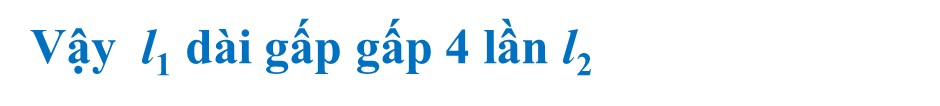 Vậy l₁ dài gấp gấp 4 lần l₂